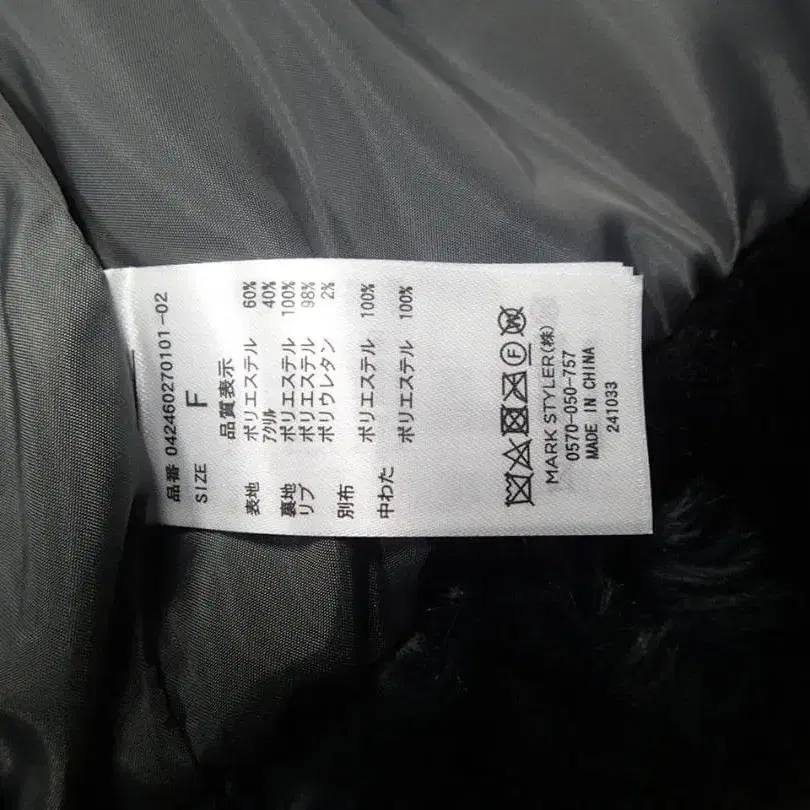 品番 042460270101-02
SIZE F
品質表示
表地 ポリエステル 60%
アクリル 40%
裏地 ポリエステル 100%
リブ ポリエステル 98%
ポリウレタン 2%
別布
ポリエステル 100%
中わた ポリエステル 100%
F W
MARK STYLER(株)
0570-050-757
MADE IN CHINA
241033